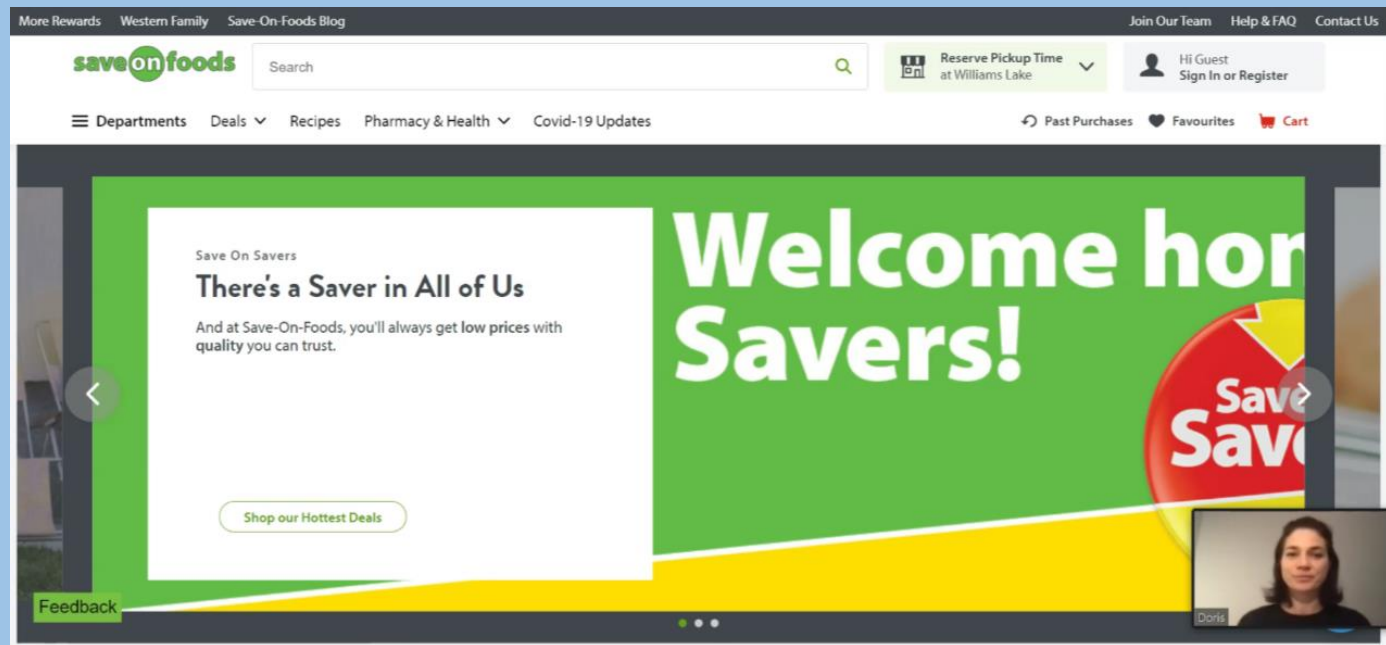 More Rewards Western Family Save-On-Foods Blog Join Our Team Help & FAQ Contact Us
save on foods
Search
Reserve Pickup Time
at Williams Lake
Hi Guest
Sign In or Register
Departments Deals Recipes Pharmacy & Health Covid-19 Updates Past Purchases Favourites Cart
Save On Savers
There's a Saver in All of Us
And at Save-On-Foods, you'll always get low prices with
quality you can trust.
Shop our Hottest Deals
Welcome
Savers!
Save
Feedback
Doris